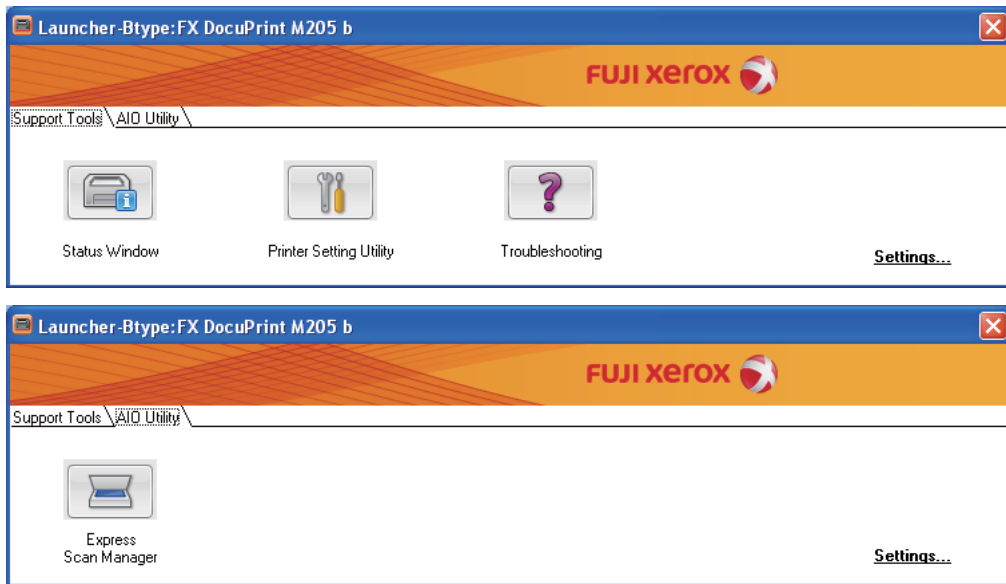 Launcher-Btype:FX DocuPrint M205 b
FUJI xerox
Support Tools AIO Utility
Status Window Printer Setting Utility Troubleshooting
Settings...
Launcher-Btype:FX DocuPrint M205 b
FUJI xerox
Support Tools AIO Utility
Express
Scan Manager
Settings...